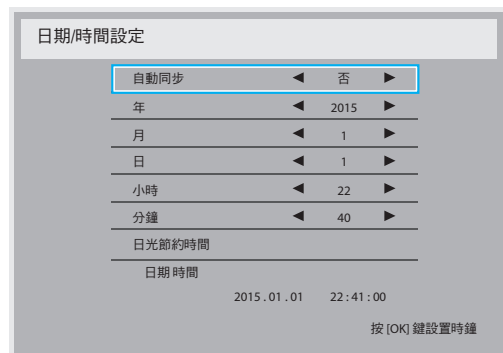 日期/時間設定
自動同步 ◀ 否 ▶
年 ◀ 2015 ▶
月 ◀ 1 ▶
日 ◀ 1 ▶
小時 ◀ 22 ▶
分鐘 ◀ 40 ▶
日光節約時間
日期 時間
2015 . 01 . 01 22 : 41 : 00
按 [OK] 鍵設置時鐘